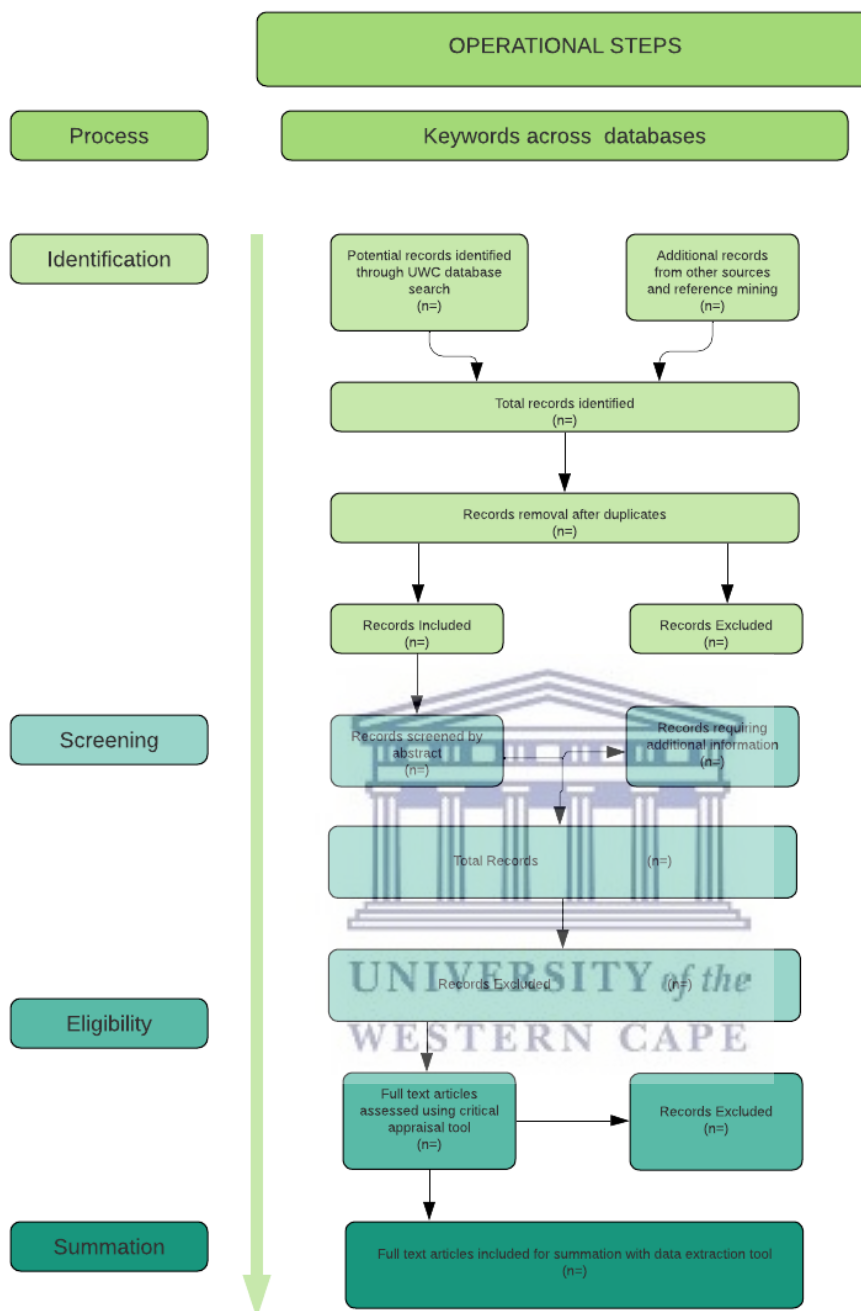 OPERATIONAL STEPS
Process
Keywords across databases
Identification
Potential records identified
through UWC database
search
(n=)
Additional records
from other sources
and reference mining
(n=)
Total records identified
(n=)
Records removal after duplicates
(n=)
Records Included
(n=)
Records Excluded
(n=)
Screening
Records screened by
abstract
(n=)
Records requiring
additional information
(n=)
Total Records (n=)
UNIVERSITY of the
WESTERN CAPE
Records Excluded (n=)
Eligibility
Full text articles
assessed using critical
appraisal tool
(n=)
Records Excluded
(n=)
Summation
Full text articles included for summation with data extraction tool
(n=)